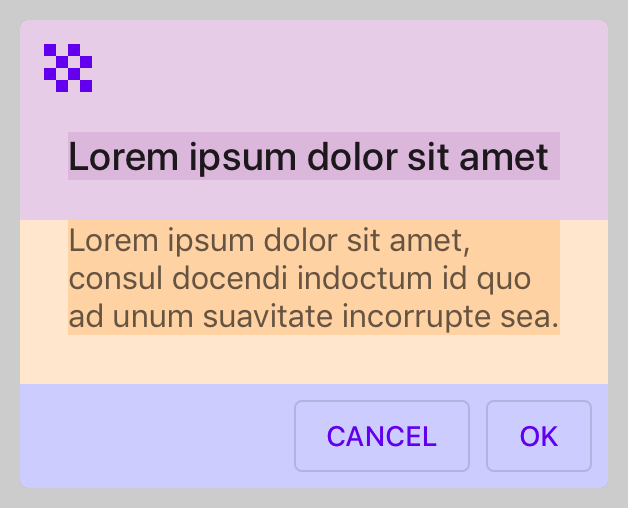 Lorem ipsum dolor sit amet
Lorem ipsum dolor sit amet,
consul docendi indoctum id quo
ad unum suavitate incorrupte sea.
CANCEL
OK